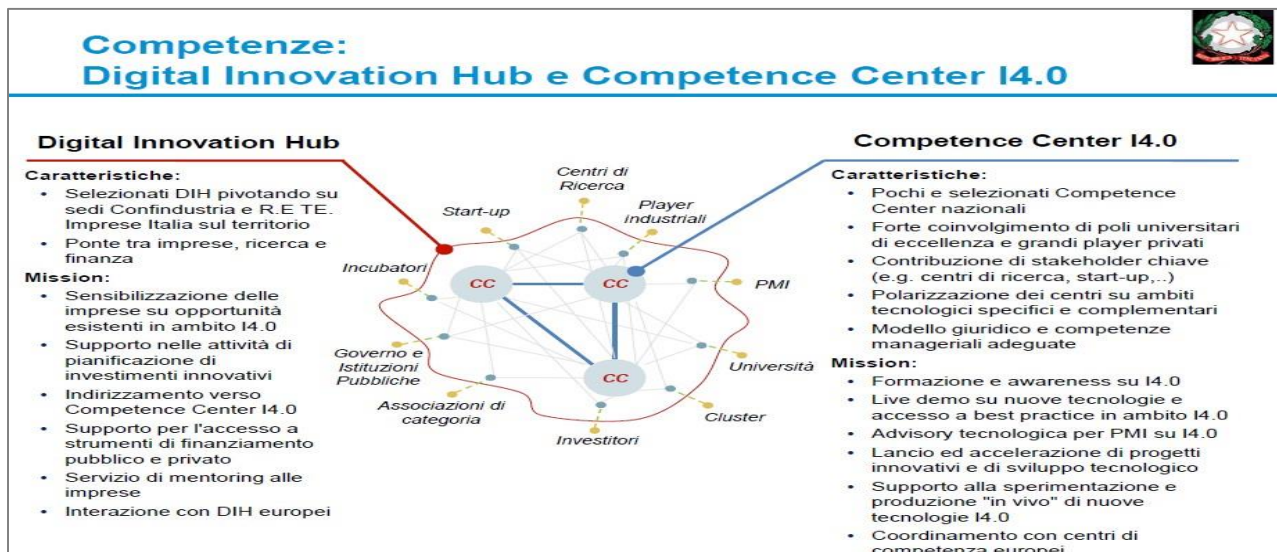 Competenze:
Digital Innovation Hub e Competence Center I4.0
Digital Innovation Hub
Caratteristiche:
• Selezionati DIH pivotando su
sedi Confindustria e R.E TE.
Imprese Italia sul territorio
• Ponte tra imprese, ricerca e
finanza
Mission:
• Sensibilizzazione delle
imprese su opportunità
esistenti in ambito I4.0
• Supporto nelle attività di
pianificazione di
investimenti innovativi
• Indirizzamento verso
Competence Center I4.0
• Supporto per l'accesso a
strumenti di finanziamento
pubblico e privato
• Servizio di mentoring alle
imprese
• Interazione con DIH europei
Centri di
Ricerca
Start-up
Player
industriali
Incubatori
CC
CC
PMI
Governo e
Istituzioni
Pubbliche
CC
Università
Associazioni di
categoria
Cluster
Investitori
Competence Center I4.0
Caratteristiche:
• Pochi e selezionati Competence
Center nazionali
• Forte coinvolgimento di poli universitari
di eccellenza e grandi player privati
• Contribuzione di stakeholder chiave
(e.g. centri di ricerca, start-up,..)
• Polarizzazione dei centri su ambiti
tecnologici specifici e complementari
• Modello giuridico e competenze
manageriali adeguate
Mission:
• Formazione e awareness su I4.0
• Live demo su nuove tecnologie e
accesso a best practice in ambito I4.0
• Advisory tecnologica per PMI su I4.0
• Lancio ed accelerazione di progetti
innovativi e di sviluppo tecnologico
• Supporto alla sperimentazione e
produzione "in vivo" di nuove
tecnologie I4.0
• Coordinamento con centri di
competenza europei